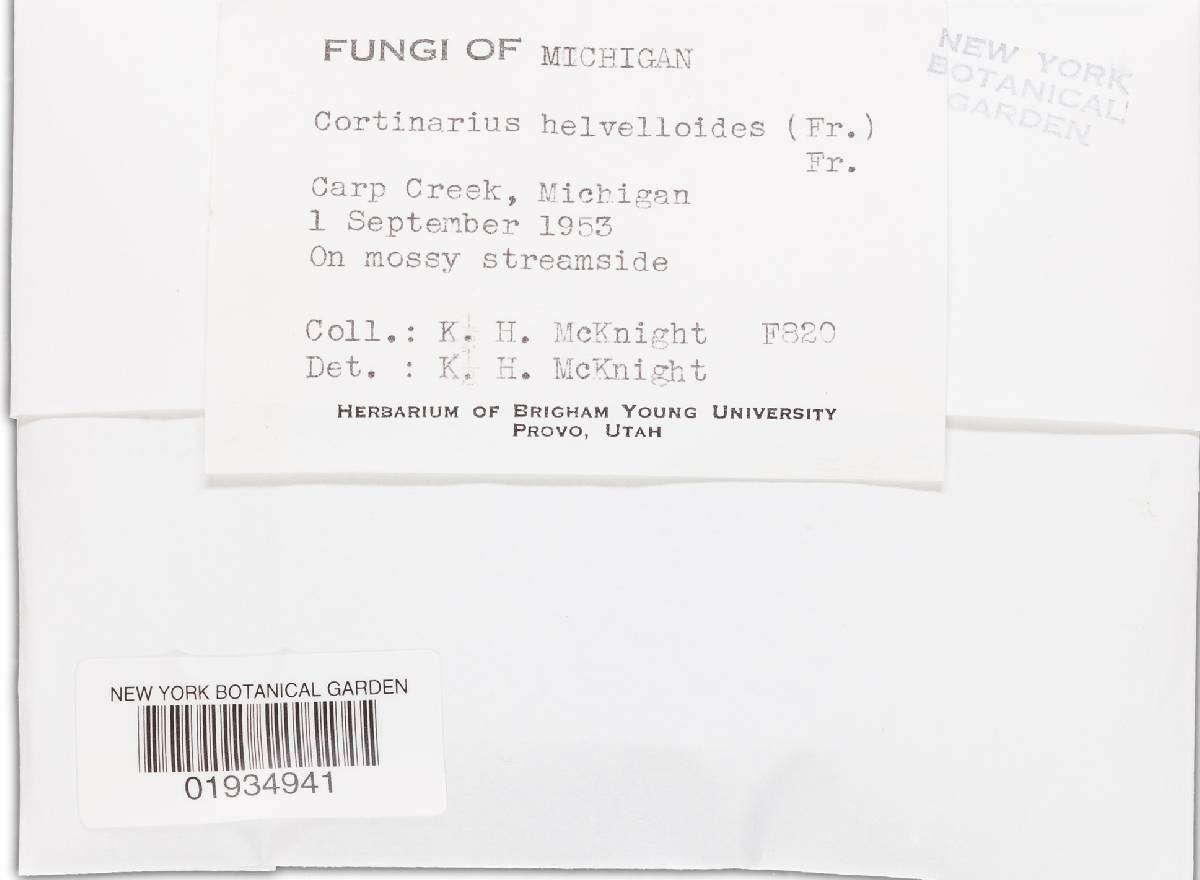 FUNGI OF MICHIGAN
NEW YORK
BOTANICAL
GARDEN
Cortinarius helvelloides (Fr.)
Fr.
Carp Creek, Michigan
1 September 1953
On mossy streamside
Coll.: K. H. McKnight F820
Det. : K. H. McKnight
HERBARIUM OF BRIGHAM YOUNG UNIVERSITY
PROVO, UTAH
NEW YORK BOTANICAL GARDEN
01934941